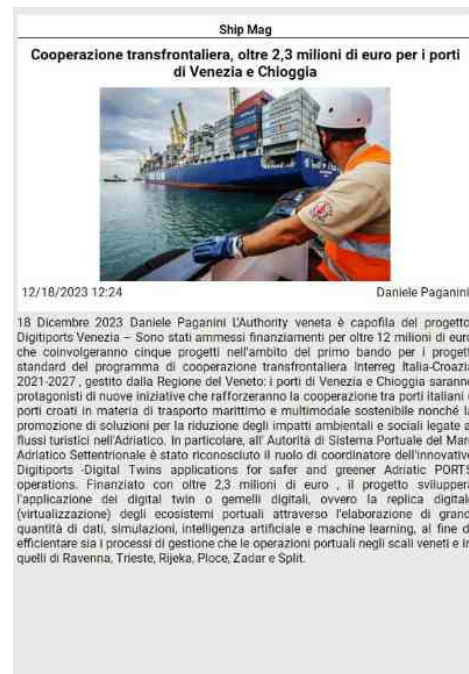 Ship Mag
Cooperazione transfrontaliera, oltre 2,3 milioni di euro per i porti
di Venezia e Chioggia
12/18/2023 12:24 Daniele Paganini
18 Dicembre 2023 Daniele Paganini L'Authority veneta è capofila del progetto
Digitiports Venezia – Sono stati ammessi finanziamenti per oltre 12 milioni di euro
che coinvolgeranno cinque progetti nell'ambito del primo bando per i progetti
standard del programma di cooperazione transfrontaliera Interreg Italia-Croazia
2021-2027 , gestito dalla Regione del Veneto: i porti di Venezia e Chioggia saranno
protagonisti di nuove iniziative che rafforzeranno la cooperazione tra porti italiani
porti croati in materia di trasporto marittimo e multimodale sostenibile nonché la
promozione di soluzioni per la riduzione degli impatti ambientali e sociali legate a
flussi turistici nell'Adriatico. In particolare, all' Autorità di Sistema Portuale del Mare
Adriatico Settentrionale è stato riconosciuto il ruolo di coordinatore dell'innovative
Digitiports -Digital Twins applications for safer and greener Adriatic PORTS
operations. Finanziato con oltre 2,3 milioni di euro , il progetto svilupperà
l'applicazione dei digital twin o gemelli digitali, ovvero la replica digitale
(virtualizzazione) degli ecosistemi portuali attraverso l'elaborazione di grand
quantità di dati, simulazioni, intelligenza artificiale e machine learning, al fine d
efficientare sia i processi di gestione che le operazioni portuali negli scali veneti e in
quelli di Ravenna, Trieste, Rijeka, Ploce, Zadar e Split.